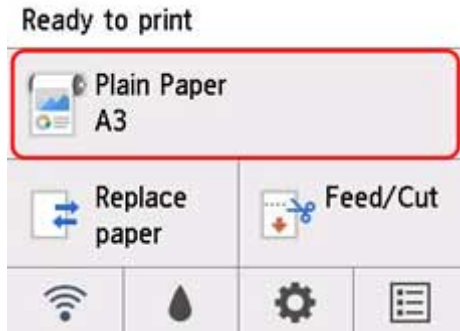 Ready to print
Plain Paper
A3
Replace
paper
Feed/Cut